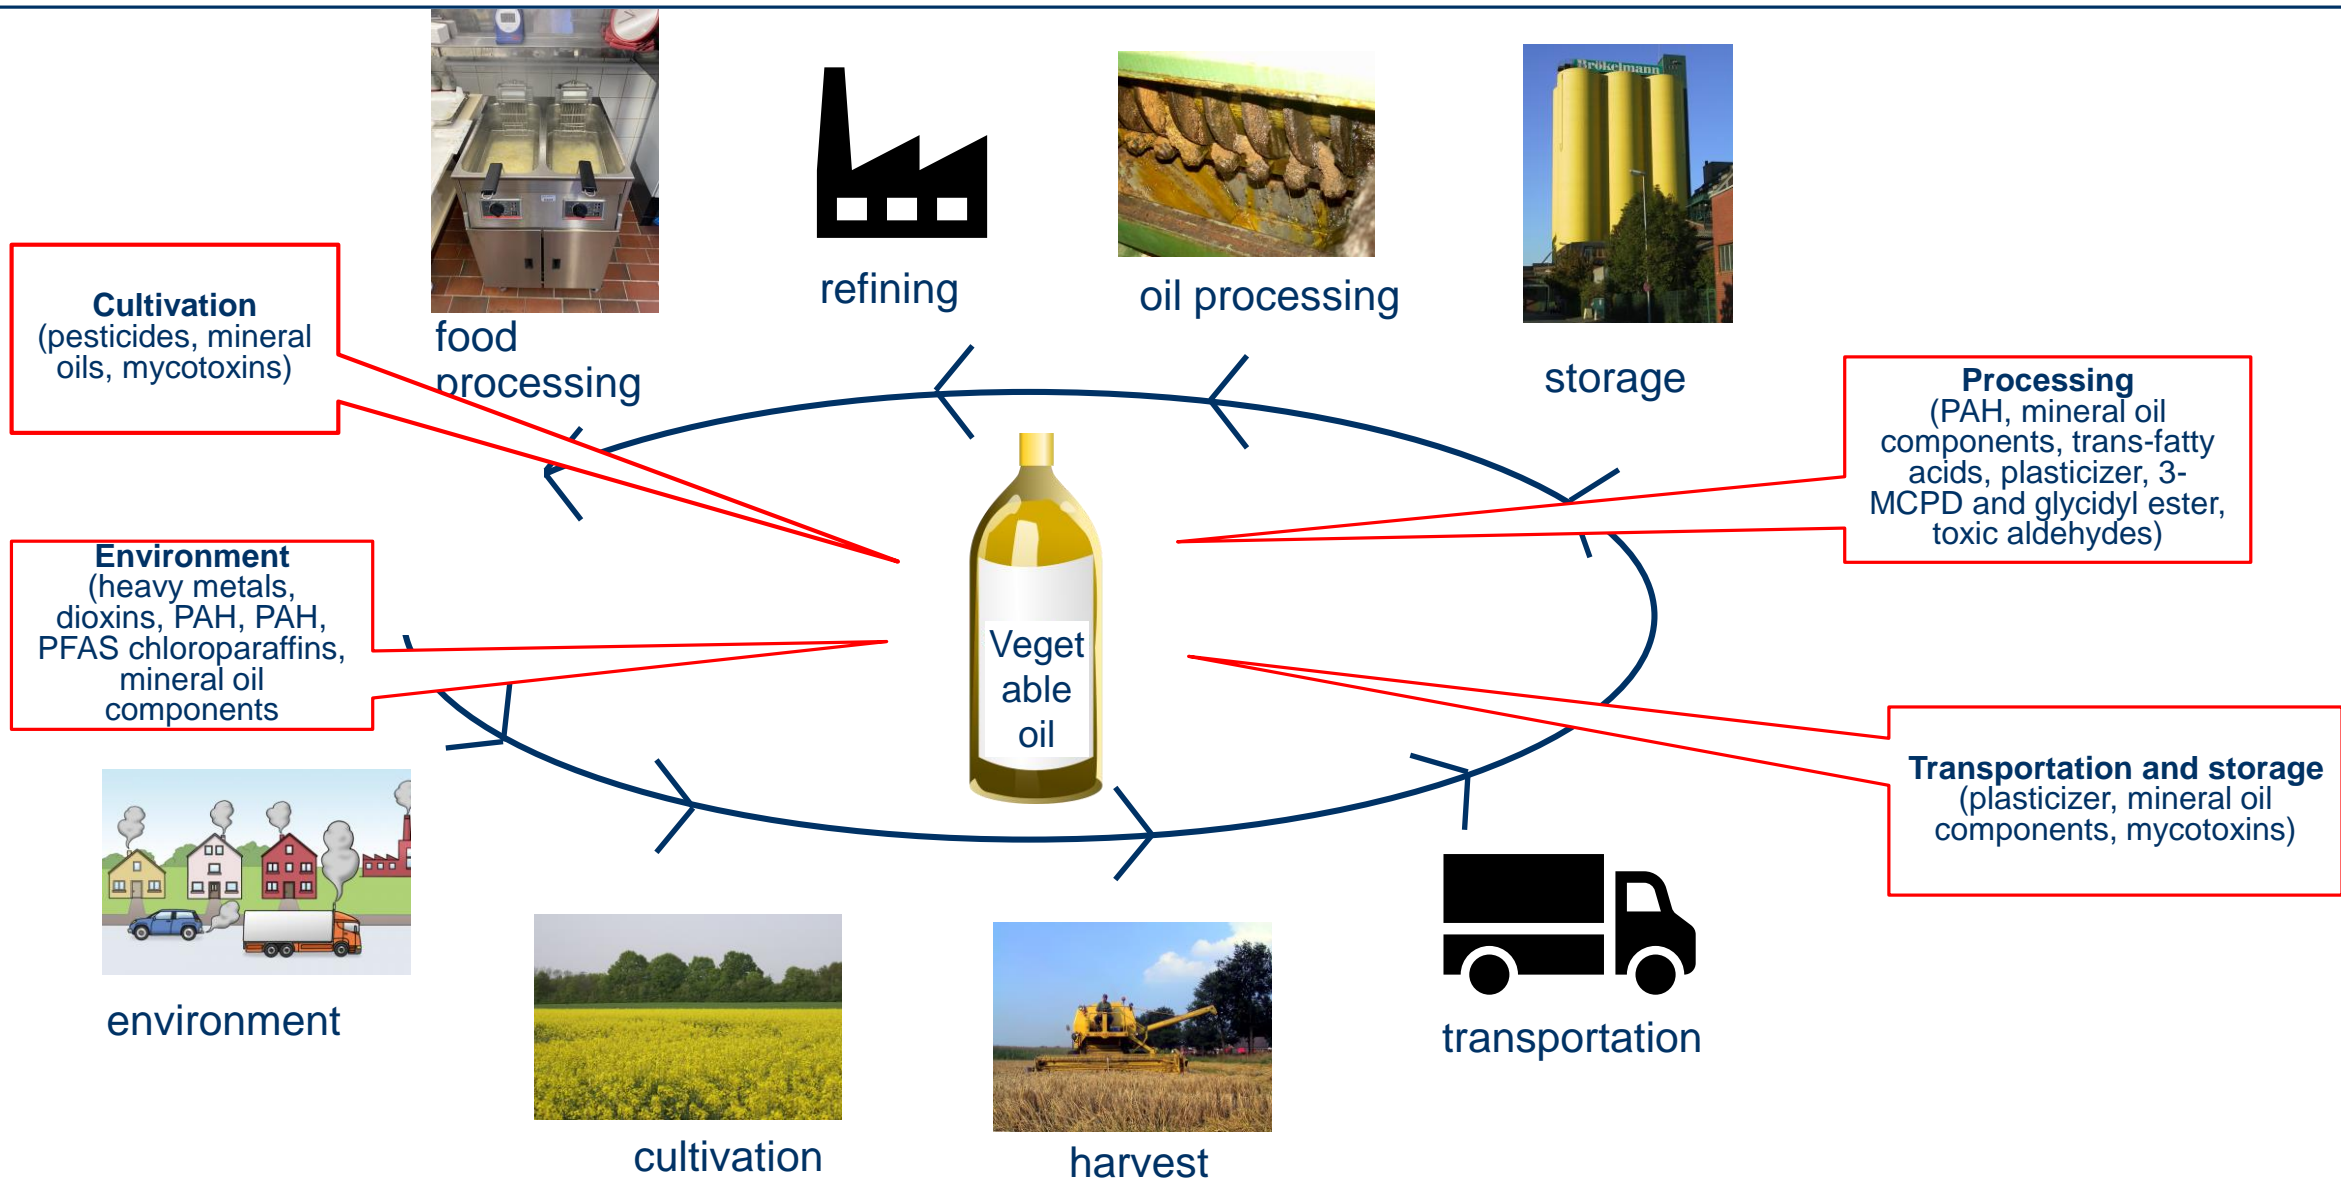 Brökelmann
refining
oil processing
food
processing
storage
Cultivation
(pesticides, mineral
oils, mycotoxins)
Processing
(PAH, mineral oil
components, trans-fatty
acids, plasticizer, 3-
MCPD and glycidyl ester,
toxic aldehydes)
Environment
(heavy metals,
dioxins, PAH, PAH,
PFAS chloroparaffins,
mineral oil
components
Veget
able
oil
Transportation and storage
(plasticizer, mineral oil
components, mycotoxins)
environment
cultivation
harvest
transportation